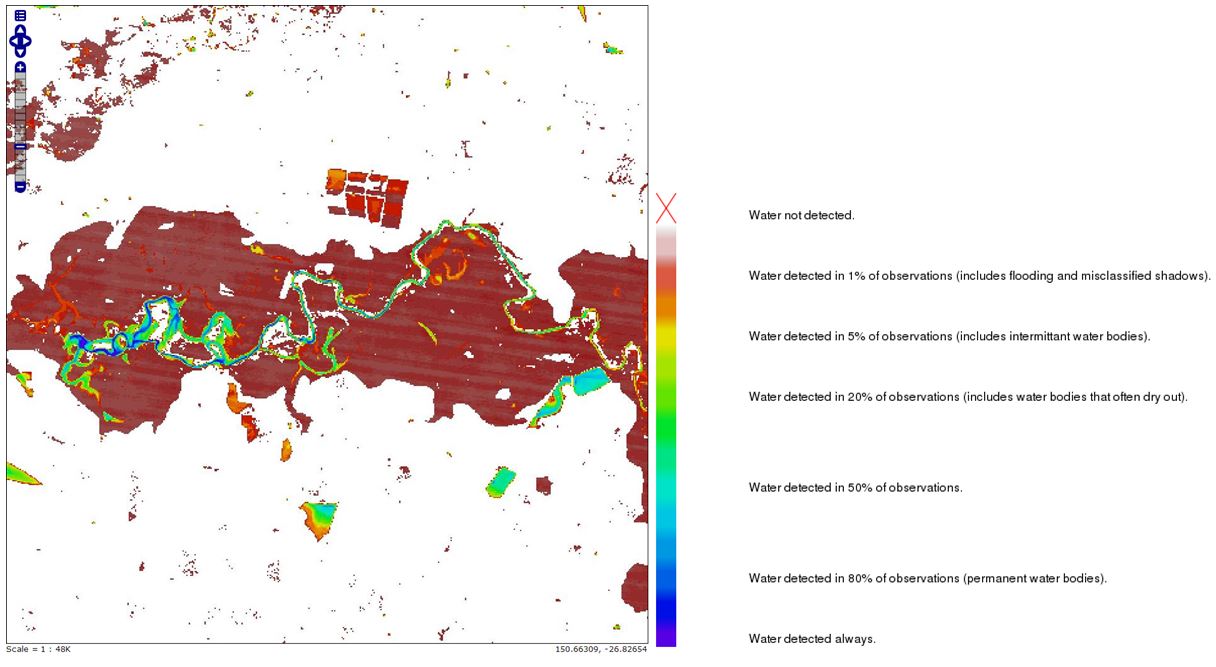 Water not detected.
Water detected in 1% of observations (includes flooding and misclassified shadows).
Water detected in 5% of observations (includes intermittant water bodies).
Water detected in 20% of observations (includes water bodies that often dry out).
Water detected in 50% of observations.
Water detected in 80% of observations (permanent water bodies).
Water detected always.
Scale = 1 : 48K
150.66309, -26.82654